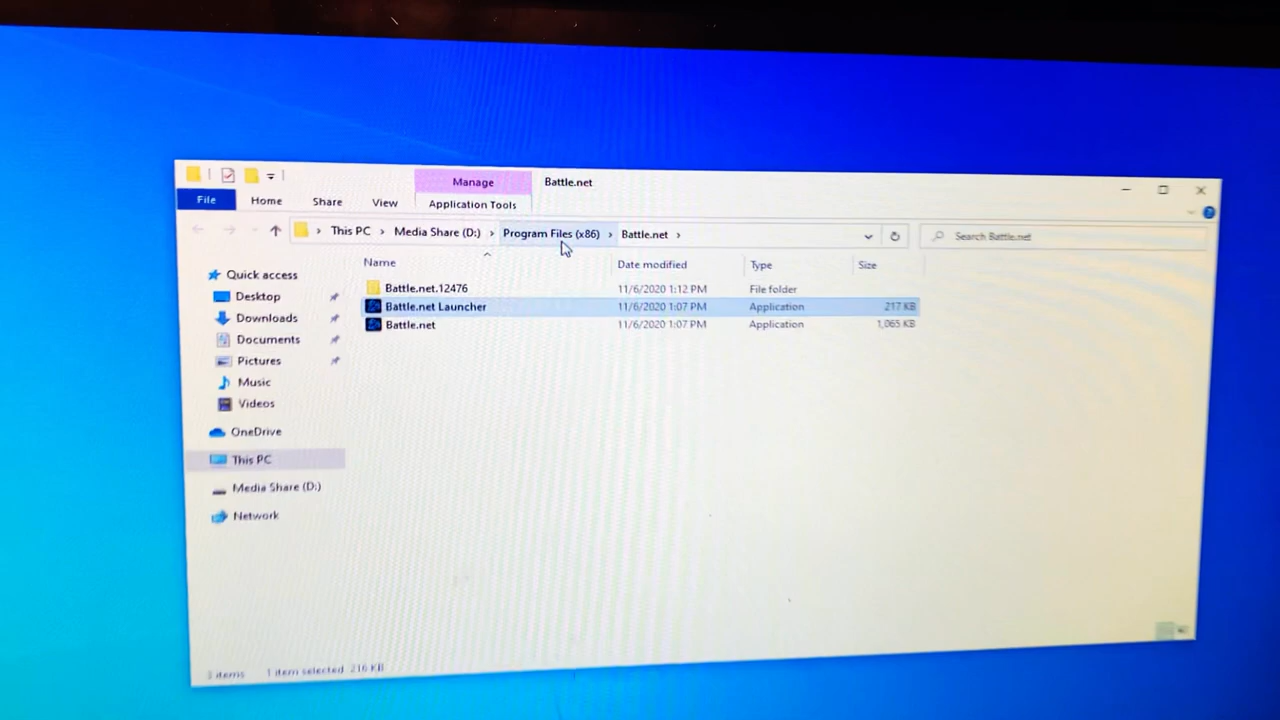 Manage Battle.net
File Home Share View Application Tools
This PC > Media Share (D:) > Program Files (x86) > Battle.net > Search Battle.net
Name Date modified Type Size
Quick access
Desktop
Downloads
Documents
Pictures
Music
Videos
OneDrive
This PC
Media Share (D:)
Network
Battle.net.12476 11/6/2020 1:12 PM File folder
Battle.net Launcher 11/6/2020 1:07 PM Application 217 KB
Battle.net 11/6/2020 1:07 PM Application 1,065 KB
3 items 1 item selected 216 KB